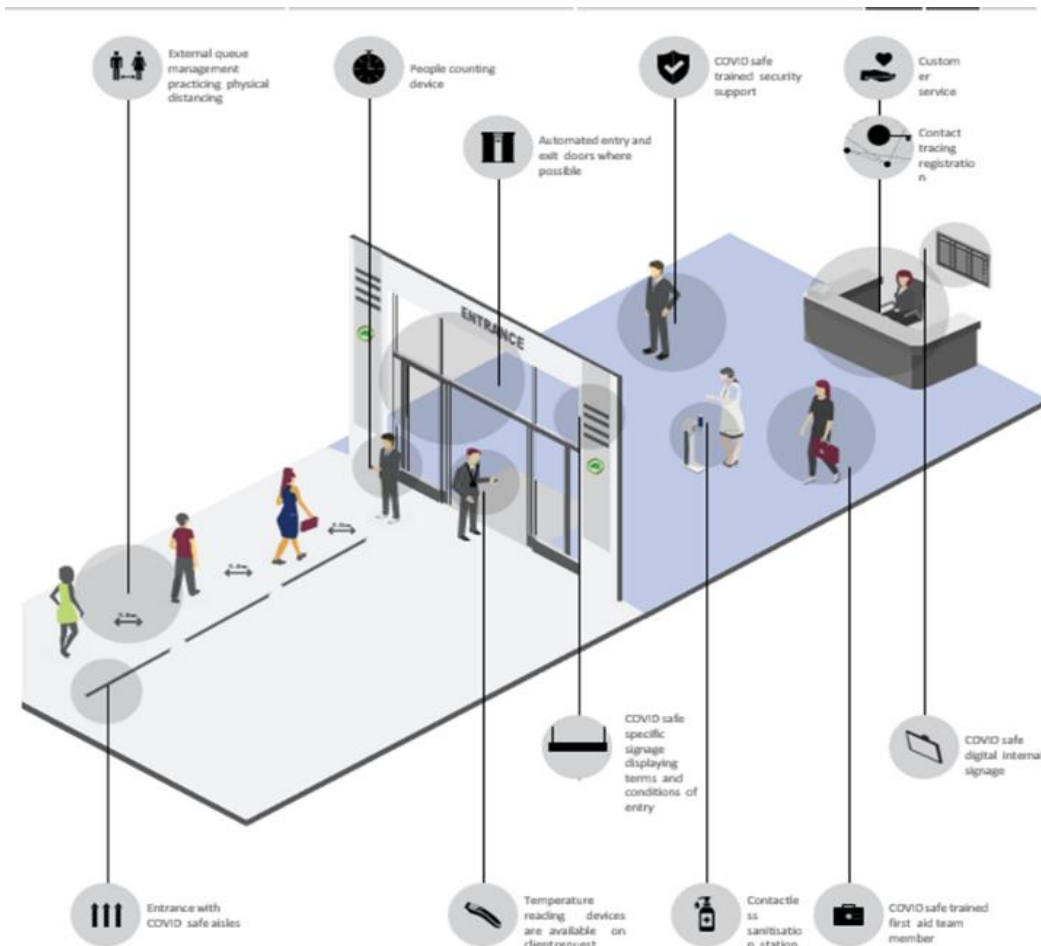 External queue
management
practicing physical
distancing
People counting
device
COVID safe
trained security
support
Custom
er
service
Automated entry and
exit doors where
possible
Contact
tracing
registratio
n
ENTRANCE
COVID safe
specific
signage
displaying
terms and
conditions of
entry
COVID safe
digital internal
signage
Entrance with
COVID safe aisles
Temperature
reading devices
are available on
client request
Contactle
ss
sanitisatio
n station
COVID safe trained
first aid team
member